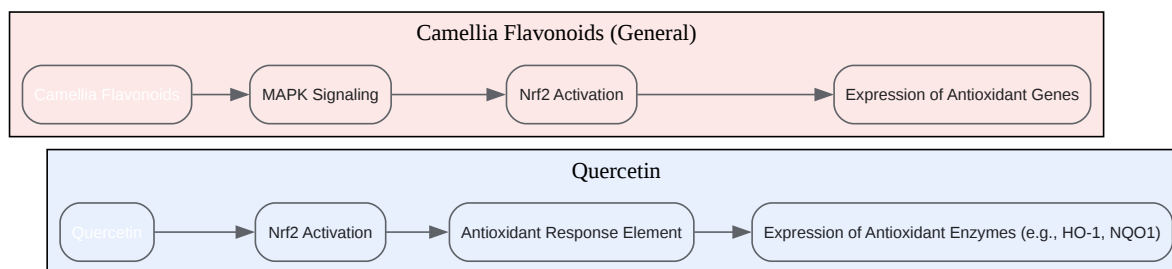 Camellia Flavonoids (General)
Camellia Flavonoids
MAPK Signaling
Nrf2 Activation
Expression of Antioxidant Genes
Quercetin
Quercetin
Nrf2 Activation
Antioxidant Response Element
Expression of Antioxidant Enzymes (e.g., HO-1, NQO1)